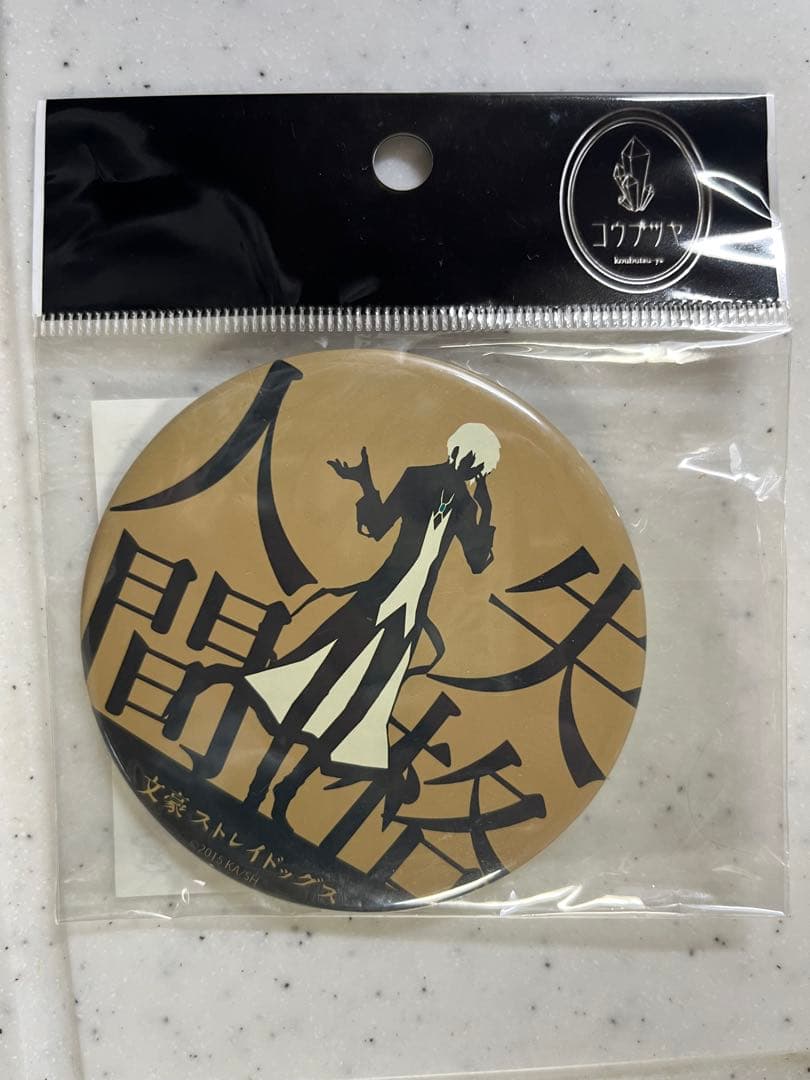 コウブツヤ
koubutsu-ya
人間失格
文豪ストレイドッグス
©2015 KA/SH